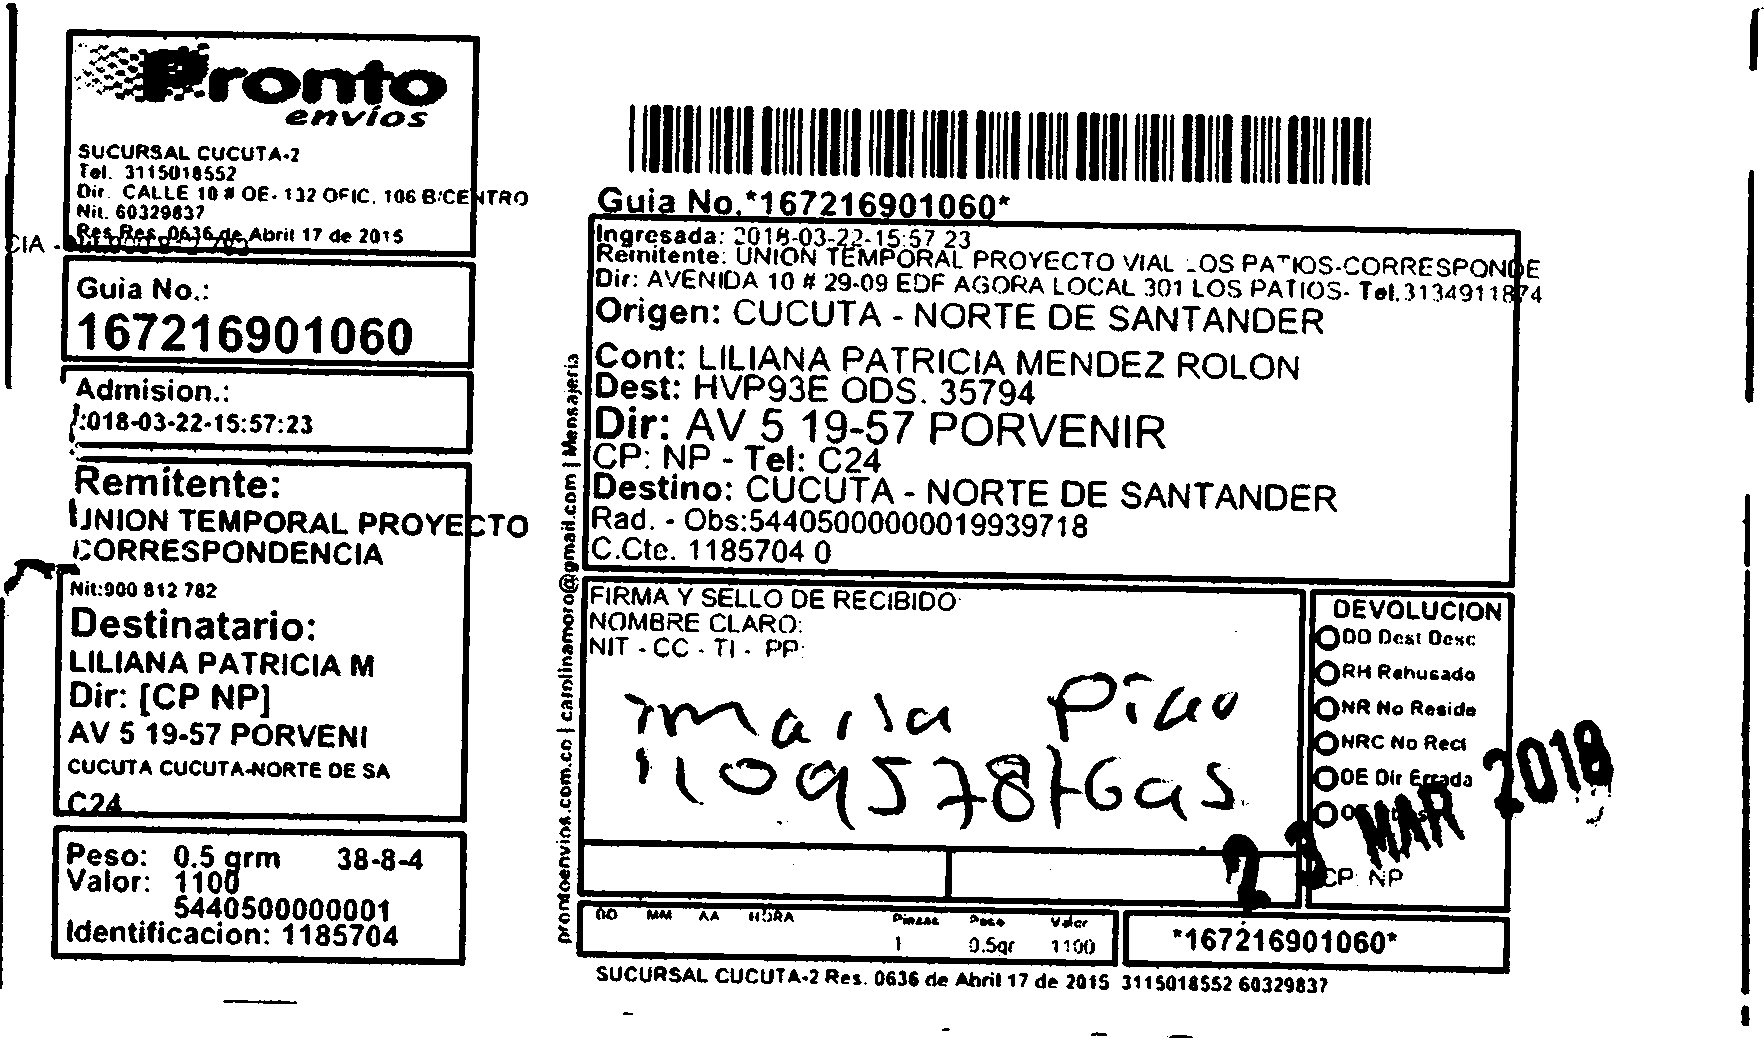 Pronto
envíos
SUCURSAL CUCUTA-2
Tel. 3115018552
Dir. CALLE 10 # OE- 132 OFIC. 106 B/CENTRO
Nit. 60329837
Res Res. 0636 de Abril 17 de 2015
CIA -
Guia No.:
167216901060
Admision.:
2018-03-22-15:57:23
Remitente:
UNION TEMPORAL PROYECTO
CORRESPONDENCIA
Nit:900 812 782
Destinatario:
LILIANA PATRICIA M
Dir: [CP NP]
AV 5 19-57 PORVENI
CUCUTA CUCUTA-NORTE DE SA
C24
Peso: 0.5 grm 38-8-4
Valor: 1100
5440500000001
Identificacion: 1185704
prontoenvios.com.co | carolinamoro@gmail.com | Mensajeria
Guia No.*167216901060*
Ingresada: 2018-03-22-15:57 23
Remitente: UNION TEMPORAL PROYECTO VIAL LOS PATIOS-CORRESPONDE
Dir: AVENIDA 10 # 29-09 EDF AGORA LOCAL 301 LOS PATIOS- Tel.3134911874
Origen: CUCUTA - NORTE DE SANTANDER
Cont: LILIANA PATRICIA MENDEZ ROLON
Dest: HVP93E ODS. 35794
Dir: AV 5 19-57 PORVENIR
CP: NP - Tel: C24
Destino: CUCUTA - NORTE DE SANTANDER
Rad. - Obs:54405000000019939718
C.Cte. 1185704 0
FIRMA Y SELLO DE RECIBIDO
NOMBRE CLARO:
NIT - CC - TI - PP:
maria Pino
DEVOLUCION
DD Dest Desc
RH Rehusado
NR No Reside
NRC No Recl
DE Dir Errada
23 MAR 2018
CP: NP
DD MM AA HORA Piezas Peso Valor
1 0.5gr 1100
*167216901060*
SUCURSAL CUCUTA-2 Res. 0636 de Abril 17 de 2015 3115018552 60329837